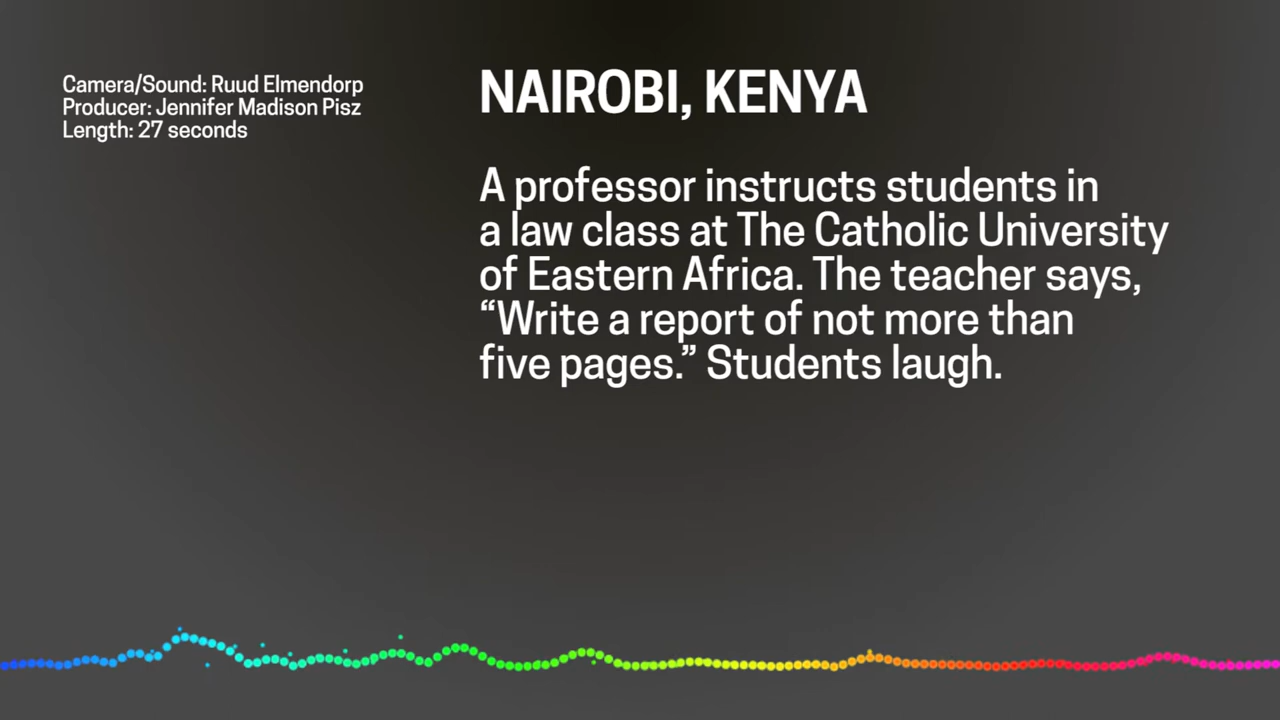 Camera/Sound: Ruud Elmendorp
Producer: Jennifer Madison Pisz
Length: 27 seconds
NAIROBI, KENYA
A professor instructs students in
a law class at The Catholic University
of Eastern Africa. The teacher says,
“Write a report of not more than
five pages.” Students laugh.